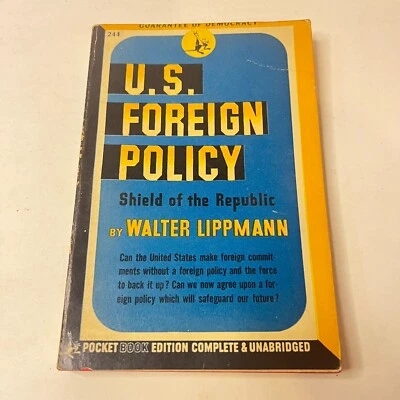 GUARANTEE OF DEMOCRACY
244
U.S.
FOREIGN
POLICY
Shield of the Republic
BY WALTER LIPPMANN
Can the United States make foreign commit-
ments without a foreign policy and the force
to back it up? Can we now agree upon a for-
eign policy which will safeguard our future?
POCKET BOOK EDITION COMPLETE & UNABRIDGED